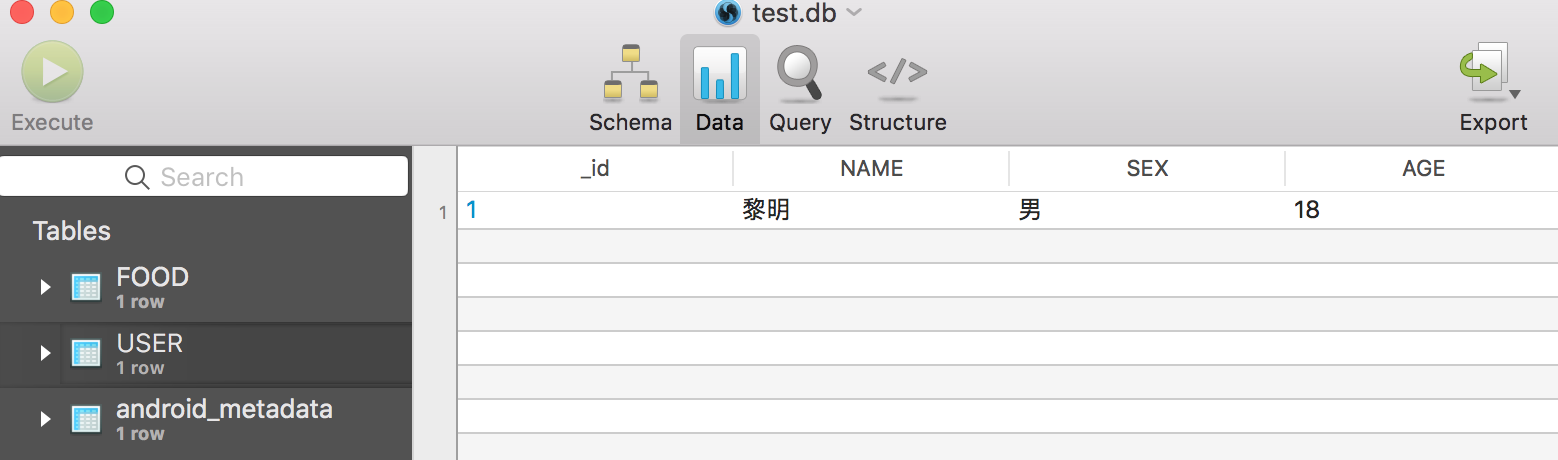 test.db
Execute
Schema Data Query Structure
Export
Search
Tables
FOOD
1 row
USER
1 row
android_metadata
1 row
_id NAME SEX AGE
1 1 黎明 男 18